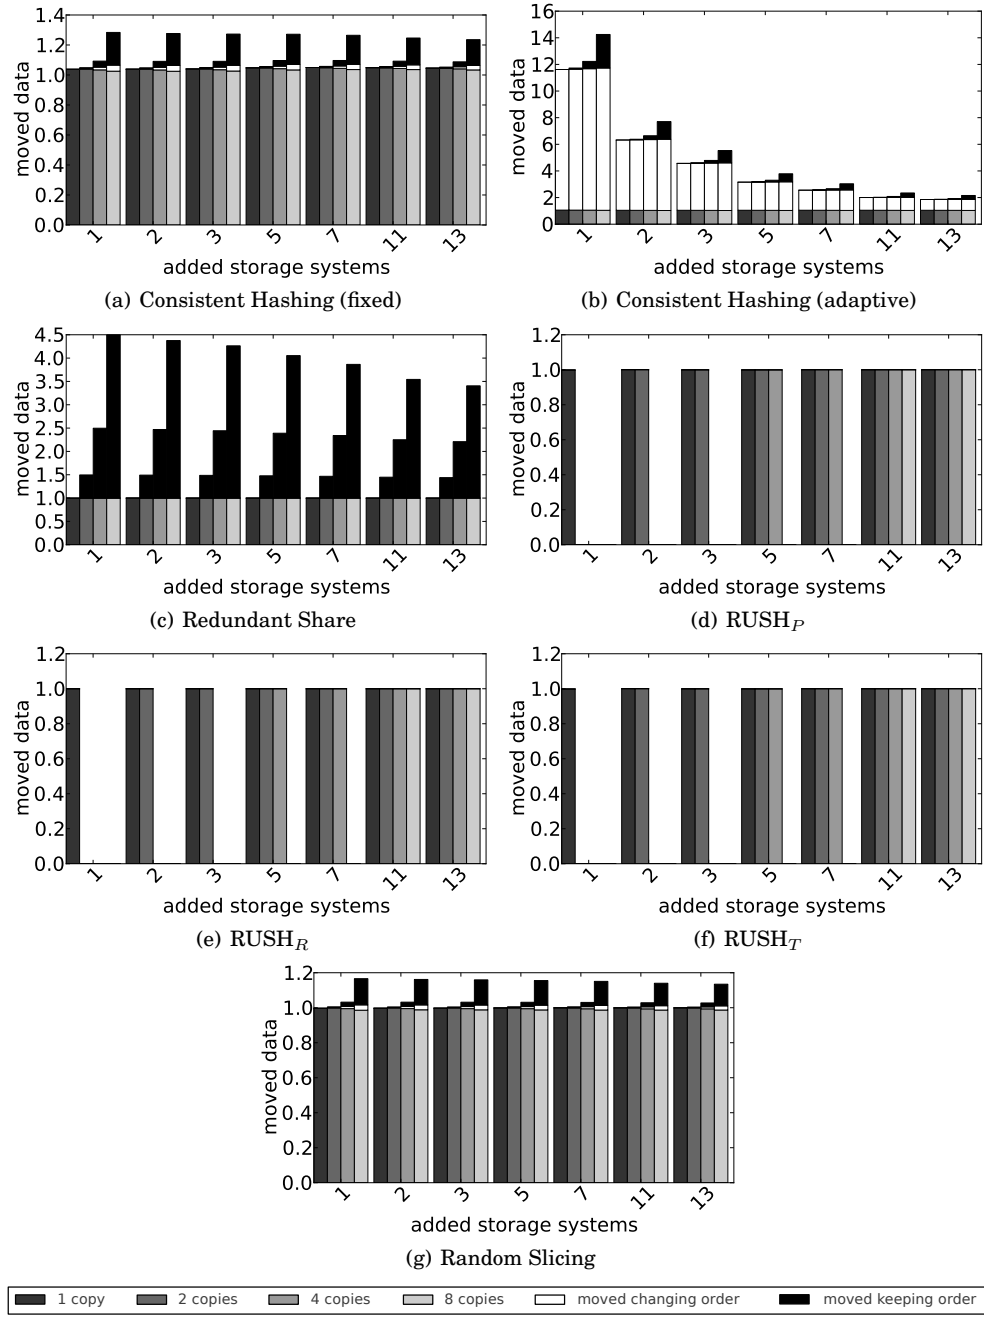 1.4
1.2
1.0
0.8
0.6
0.4
0.2
0.0
moved data
1 2 3 5 7 11 13
added storage systems
(a) Consistent Hashing (fixed)
16
14
12
10
8
6
4
2
0
moved data
1 2 3 5 7 11 13
added storage systems
(b) Consistent Hashing (adaptive)
4.5
4.0
3.5
3.0
2.5
2.0
1.5
1.0
0.5
0.0
moved data
1 2 3 5 7 11 13
added storage systems
(c) Redundant Share
1.2
1.0
0.8
0.6
0.4
0.2
0.0
moved data
1 2 3 5 7 11 13
added storage systems
(d) RUSH_P
1.2
1.0
0.8
0.6
0.4
0.2
0.0
moved data
1 2 3 5 7 11 13
added storage systems
(e) RUSH_R
1.2
1.0
0.8
0.6
0.4
0.2
0.0
moved data
1 2 3 5 7 11 13
added storage systems
(f) RUSH_T
1.2
1.0
0.8
0.6
0.4
0.2
0.0
moved data
1 2 3 5 7 11 13
added storage systems
(g) Random Slicing
1 copy 2 copies 4 copies 8 copies moved changing order moved keeping order